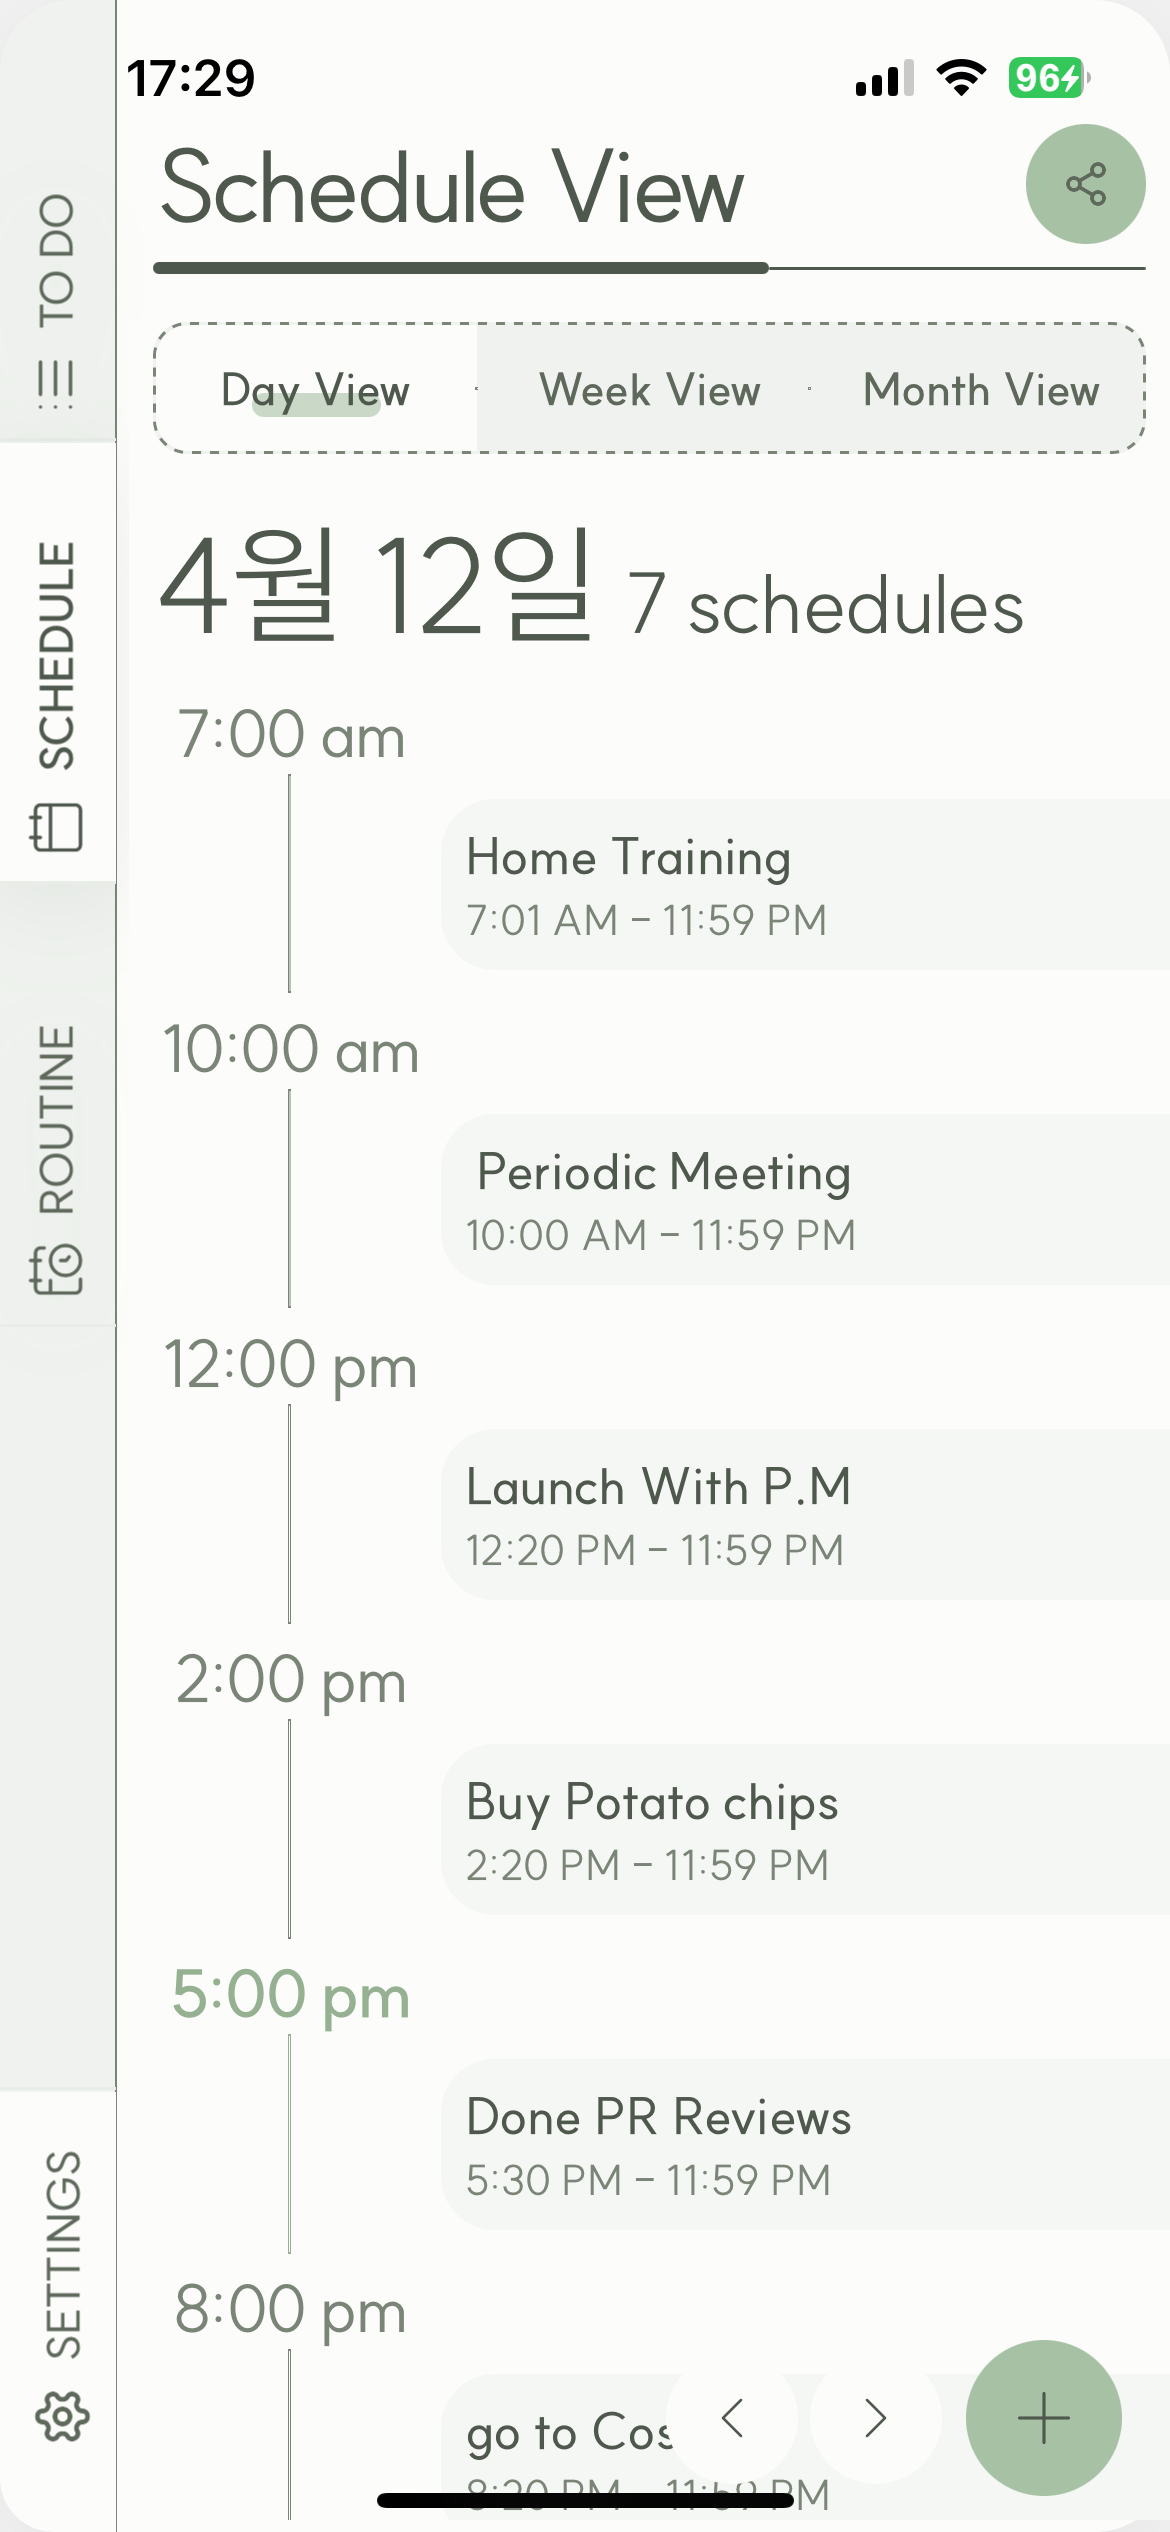 17:29
96
Schedule View
Day View
Week View
Month View
4월 12일 7 schedules
7:00 am
Home Training
7:01 AM – 11:59 PM
10:00 am
Periodic Meeting
10:00 AM – 11:59 PM
12:00 pm
Launch With P.M
12:20 PM – 11:59 PM
2:00 pm
Buy Potato chips
2:20 PM – 11:59 PM
5:00 pm
Done PR Reviews
5:30 PM – 11:59 PM
8:00 pm
go to
8:20 PM – 11:59 PM
TO DO
SCHEDULE
ROUTINE
SETTINGS